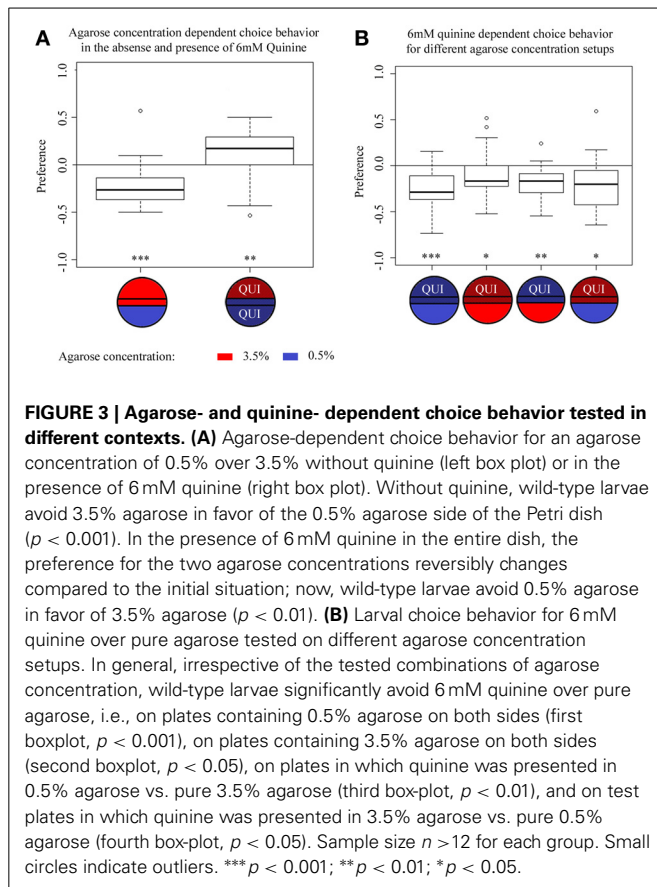 A
Agarose concentration dependent choice behavior
in the absence and presence of 6mM Quinine
Preference
1.0
0.5
0.0
-0.5
-1.0
***
**
QUI
QUI
B
6mM quinine dependent choice behavior
for different agarose concentration setups
Preference
1.0
0.5
0.0
-0.5
-1.0
***
*
**
*
QUI
QUI
QUI
QUI
Agarose concentration:
3.5%
0.5%
FIGURE 3 | Agarose- and quinine- dependent choice behavior tested in
different contexts. (A) Agarose-dependent choice behavior for an agarose
concentration of 0.5% over 3.5% without quinine (left box plot) or in the
presence of 6 mM quinine (right box plot). Without quinine, wild-type larvae
avoid 3.5% agarose in favor of the 0.5% agarose side of the Petri dish
(p < 0.001). In the presence of 6 mM quinine in the entire dish, the
preference for the two agarose concentrations reversibly changes
compared to the initial situation; now, wild-type larvae avoid 0.5% agarose
in favor of 3.5% agarose (p < 0.01). (B) Larval choice behavior for 6 mM
quinine over pure agarose tested on different agarose concentration
setups. In general, irrespective of the tested combinations of agarose
concentration, wild-type larvae significantly avoid 6 mM quinine over pure
agarose, i.e., on plates containing 0.5% agarose on both sides (first
boxplot, p < 0.001), on plates containing 3.5% agarose on both sides
(second boxplot, p < 0.05), on plates in which quinine was presented in
0.5% agarose vs. pure 3.5% agarose (third box-plot, p < 0.01), and on test
plates in which quinine was presented in 3.5% agarose vs. pure 0.5%
agarose (fourth box-plot, p < 0.05). Sample size n >12 for each group. Small
circles indicate outliers. ***p < 0.001; **p < 0.01; *p < 0.05.